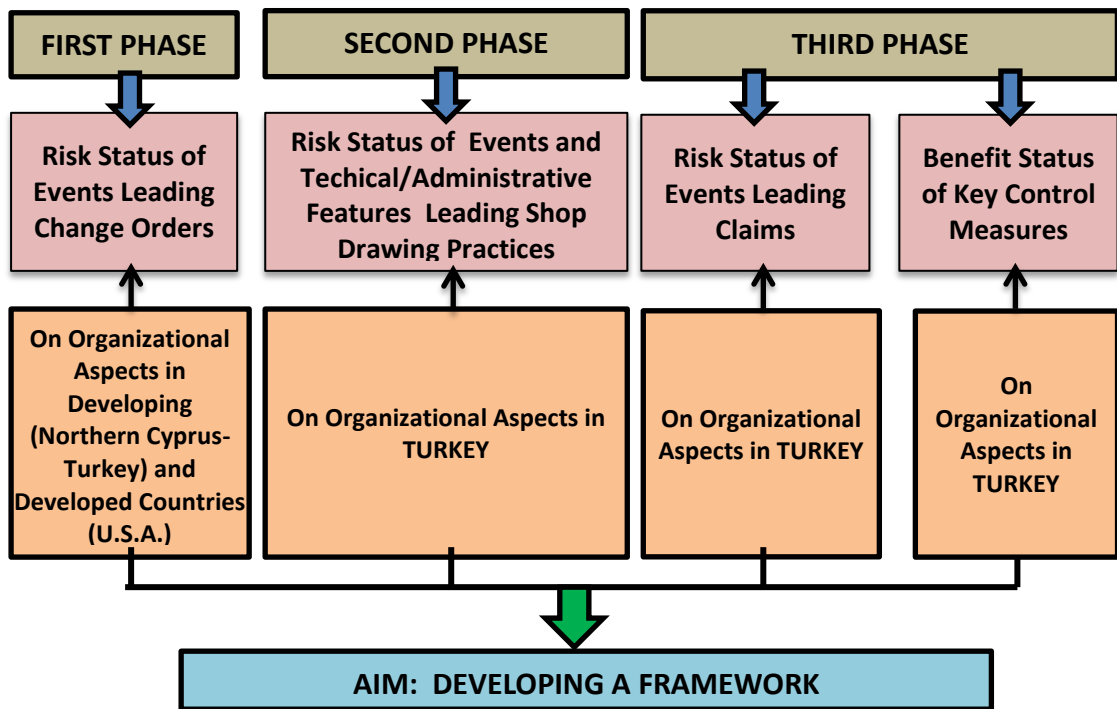 FIRST PHASE
SECOND PHASE
THIRD PHASE
Risk Status of
Events Leading
Change Orders
Risk Status of Events and
Techical/Administrative
Features Leading Shop
Drawing Practices
Risk Status of
Events Leading
Claims
Benefit Status
of Key Control
Measures
On Organizational
Aspects in
Developing
(Northern Cyprus-
Turkey) and
Developed Countries
(U.S.A.)
On Organizational Aspects in
TURKEY
On Organizational
Aspects in TURKEY
On
Organizational
Aspects in
TURKEY
AIM: DEVELOPING A FRAMEWORK